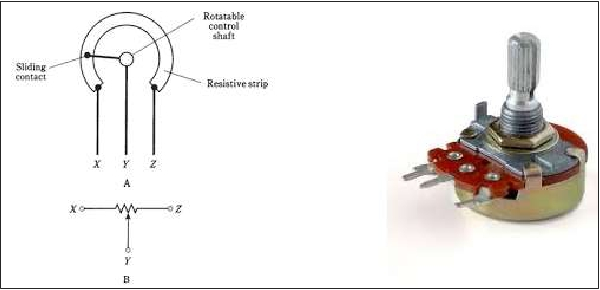 Rotatable
control
shaft
Sliding
contact
Resistive strip
X Y Z
A
X Z
Y
B